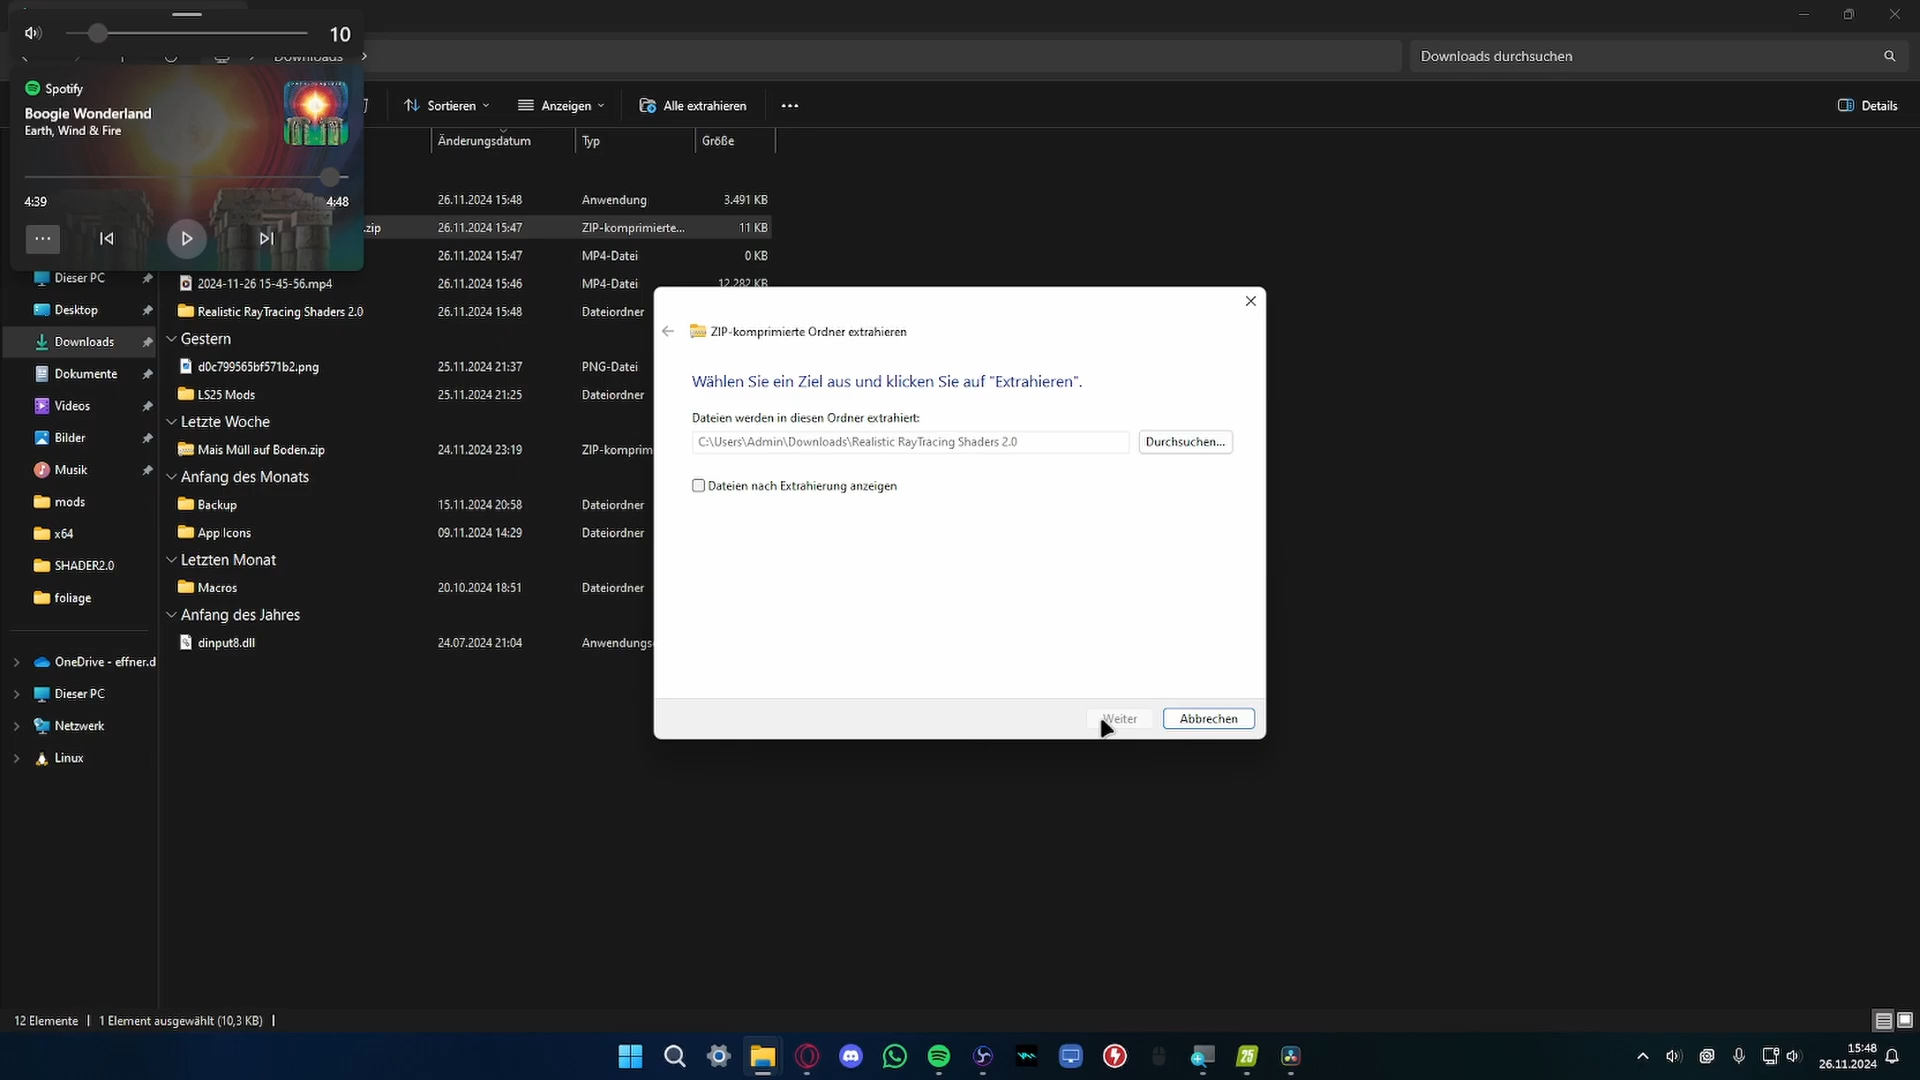 10
Downloads
Downloads durchsuchen
Spotify
Boogie Wonderland
Earth, Wind & Fire
4:39
4:48
Sortieren
Anzeigen
Alle extrahieren
Details
Änderungsdatum
Typ
Größe
26.11.2024 15:48
Anwendung
3.491 KB
.zip
26.11.2024 15:47
ZIP-komprimierte...
11 KB
26.11.2024 15:47
MP4-Datei
0 KB
2024-11-26 15-45-56.mp4
26.11.2024 15:46
MP4-Datei
12.282 KB
Realistic RayTracing Shaders 2.0
26.11.2024 15:48
Dateiordner
Gestern
d0c799565bf571b2.png
25.11.2024 21:37
PNG-Datei
LS25 Mods
25.11.2024 21:25
Dateiordner
Letzte Woche
Mais Müll auf Boden.zip
24.11.2024 23:19
ZIP-komprim
Anfang des Monats
Backup
15.11.2024 20:58
Dateiordner
App Icons
09.11.2024 14:29
Dateiordner
Letzten Monat
Macros
20.10.2024 18:51
Dateiordner
Anfang des Jahres
dinput8.dll
24.07.2024 21:04
Anwendungs
Dieser PC
Desktop
Downloads
Dokumente
Videos
Bilder
Musik
mods
x64
SHADER2.0
foliage
OneDrive - effner.d
Dieser PC
Netzwerk
Linux
ZIP-komprimierte Ordner extrahieren
Wählen Sie ein Ziel aus und klicken Sie auf "Extrahieren".
Dateien werden in diesen Ordner extrahiert:
C:\Users\Admin\Downloads\Realistic RayTracing Shaders 2.0
Durchsuchen...
Dateien nach Extrahierung anzeigen
Weiter
Abbrechen
12 Elemente
1 Element ausgewählt (10,3 KB)
25
15:48
26.11.2024